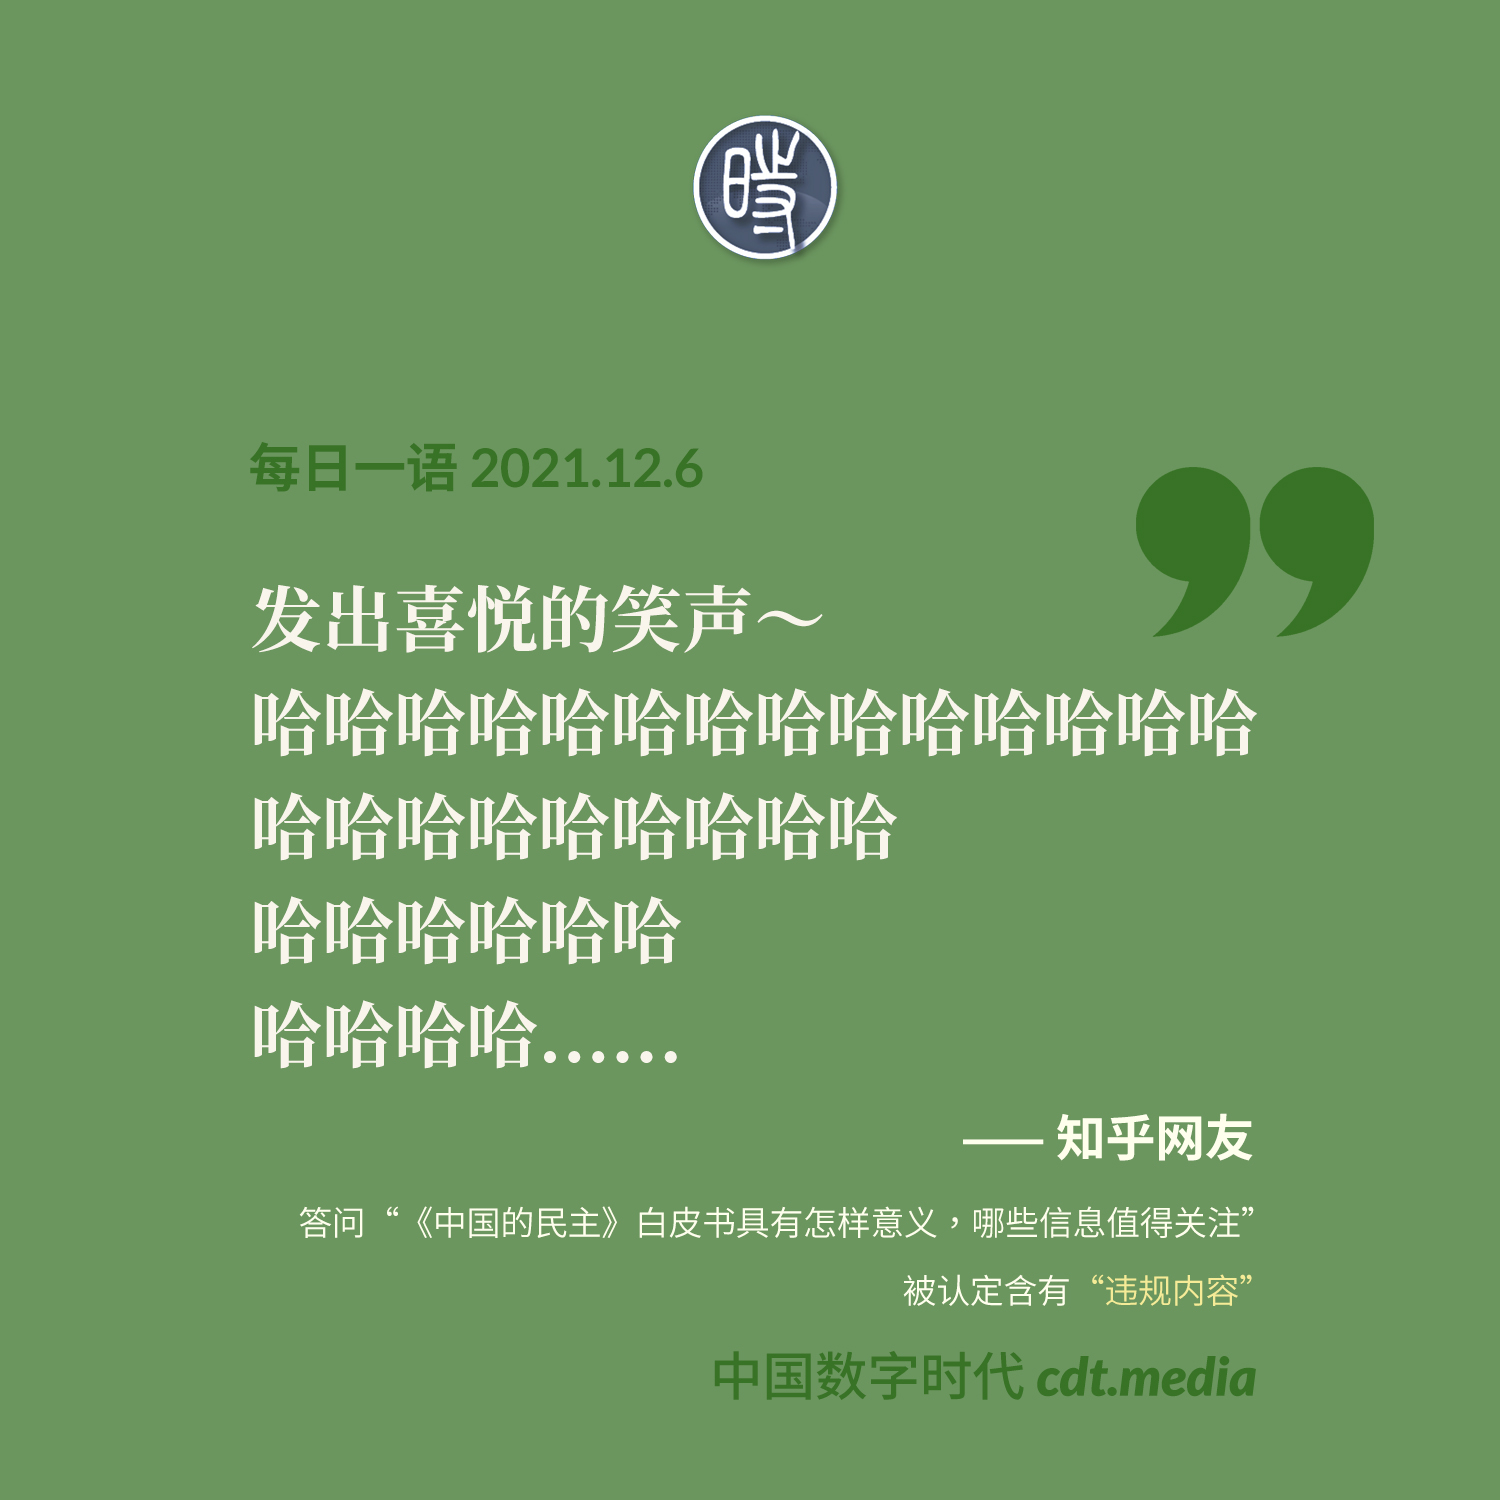 時
每日一语 2021.12.6
发出喜悦的笑声～
哈哈哈哈哈哈哈哈哈哈哈哈哈哈
哈哈哈哈哈哈哈哈哈
哈哈哈哈哈哈
哈哈哈哈……
—— 知乎网友
答问“《中国的民主》白皮书具有怎样意义，哪些信息值得关注”
被认定含有“违规内容”
中国数字时代 cdt.media